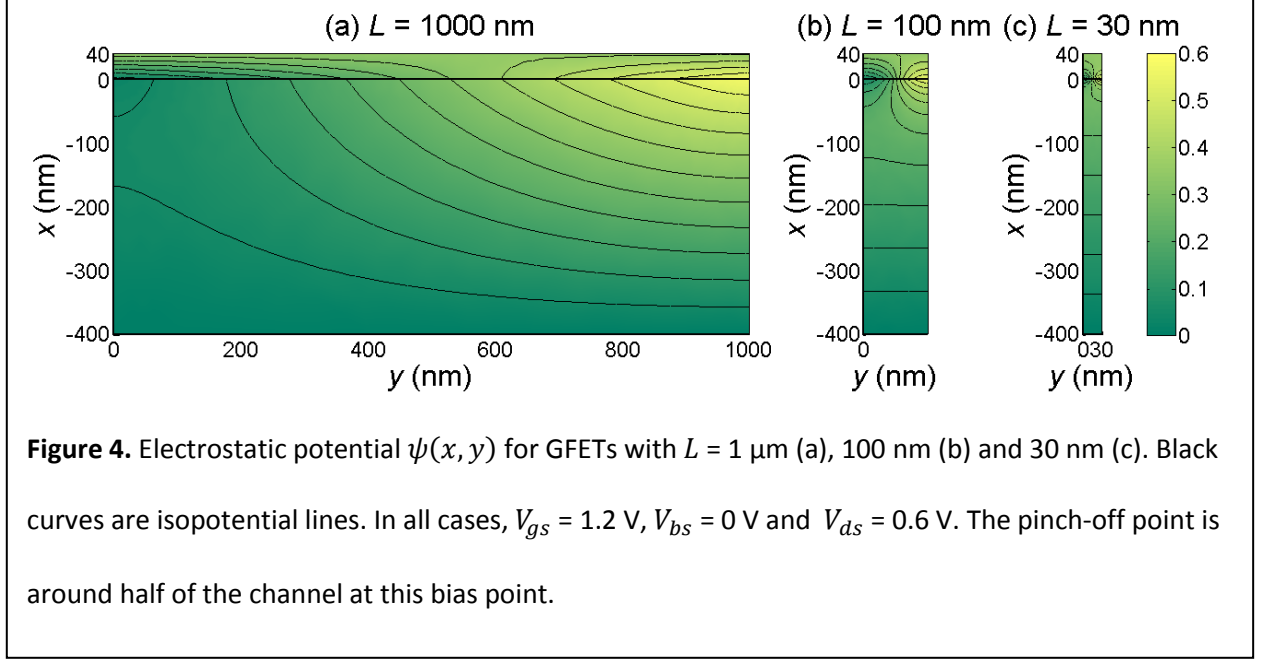 (a) L = 1000 nm
(b) L = 100 nm
(c) L = 30 nm
40
0
-100
-200
-300
-400
x (nm)
0
200
400
600
800
1000
y (nm)
40
0
-100
-200
-300
-400
x (nm)
0
y (nm)
40
0
-100
-200
-300
-400
x (nm)
030
y (nm)
0.6
0.5
0.4
0.3
0.2
0.1
0
Figure 4. Electrostatic potential ψ(x, y) for GFETs with L = 1 μm (a), 100 nm (b) and 30 nm (c). Black
curves are isopotential lines. In all cases, V_gs = 1.2 V, V_bs = 0 V and V_ds = 0.6 V. The pinch-off point is
around half of the channel at this bias point.